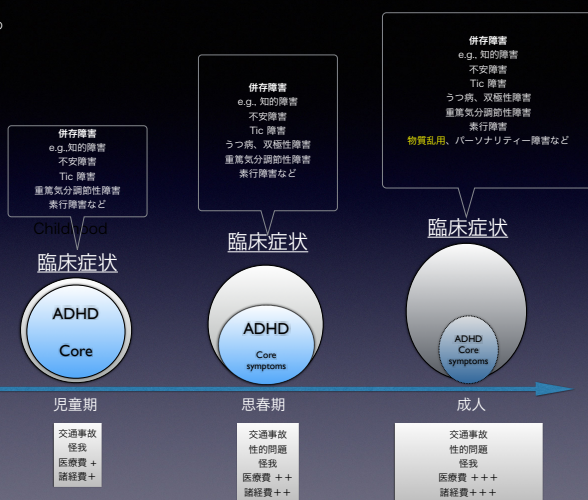 併存障害
e.g.,知的障害
不安障害
Tic 障害
重篤気分調節性障害
素行障害など
Childhood
臨床症状
ADHD
Core
児童期
交通事故
怪我
医療費 +
諸経費+
併存障害
e.g., 知的障害
不安障害
Tic 障害
うつ病、双極性障害
重篤気分調節性障害
素行障害など
臨床症状
ADHD
Core
symptoms
思春期
交通事故
性的問題
怪我
医療費 ++
諸経費++
併存障害
e.g., 知的障害
不安障害
Tic 障害
うつ病、双極性障害
重篤気分調節性障害
素行障害
物質乱用、パーソナリティー障害など
臨床症状
ADHD
Core
symptoms
成人
交通事故
性的問題
怪我
医療費 +++
諸経費+++